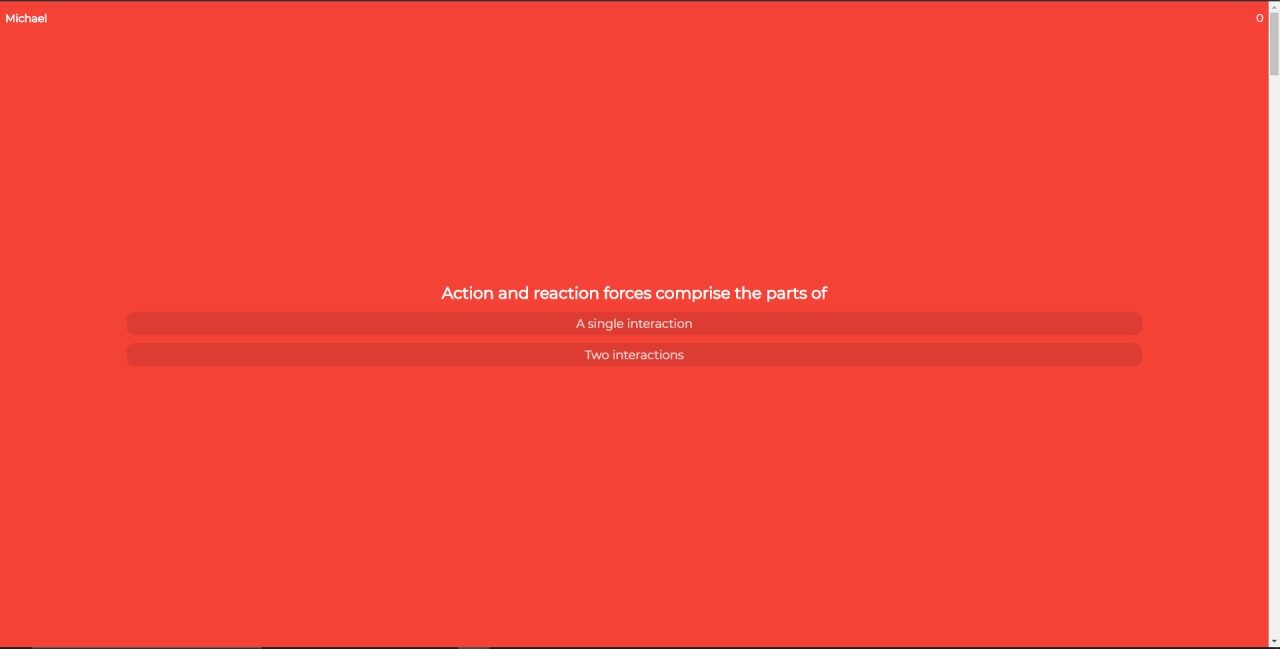 Michael
0
Action and reaction forces comprise the parts of
A single interaction
Two interactions